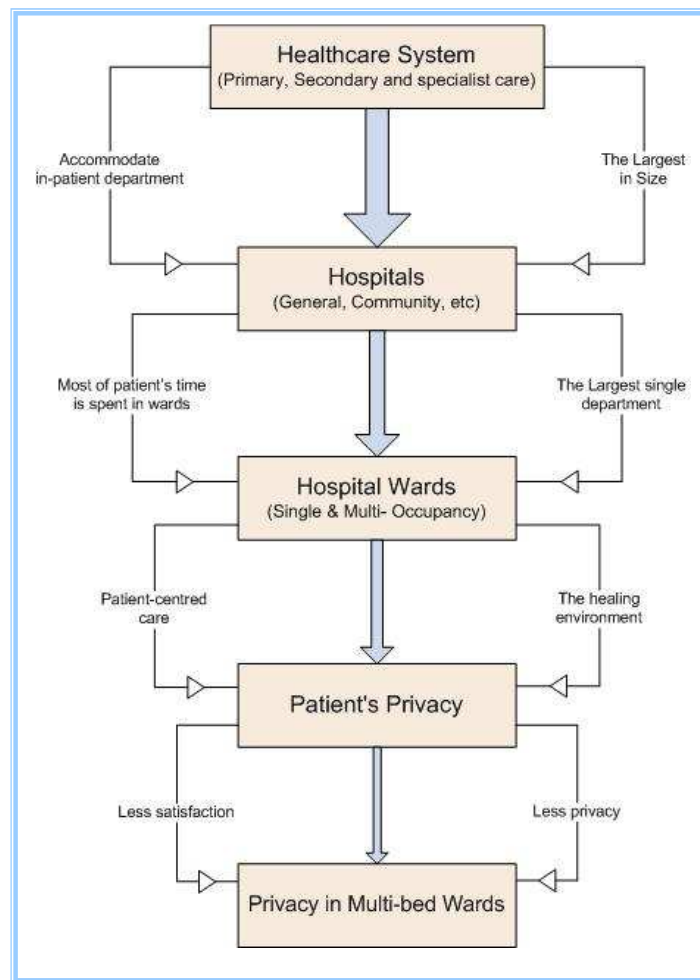 Healthcare System
(Primary, Secondary and specialist care)
Accommodate
in-patient department
The Largest
in Size
Hospitals
(General, Community, etc)
Most of patient's time
is spent in wards
The Largest single
department
Hospital Wards
(Single & Multi- Occupancy)
Patient-centred
care
The healing
environment
Patient's Privacy
Less satisfaction
Less privacy
Privacy in Multi-bed Wards